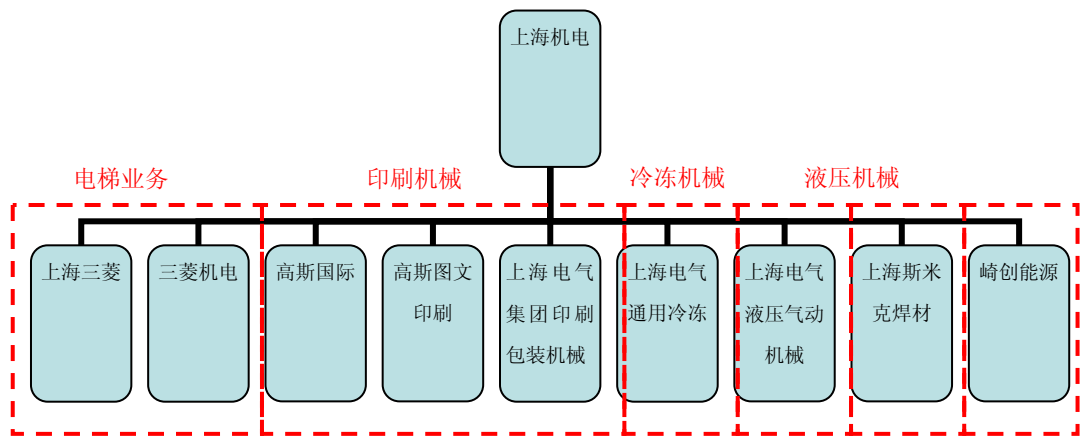 上海机电
电梯业务
印刷机械
冷冻机械
液压机械
上海三菱
三菱机电
高斯国际
高斯图文
印刷
上海电气
集团印刷
包装机械
上海电气
通用冷冻
上海电气
液压气动
机械
上海斯米
克焊材
崎创能源